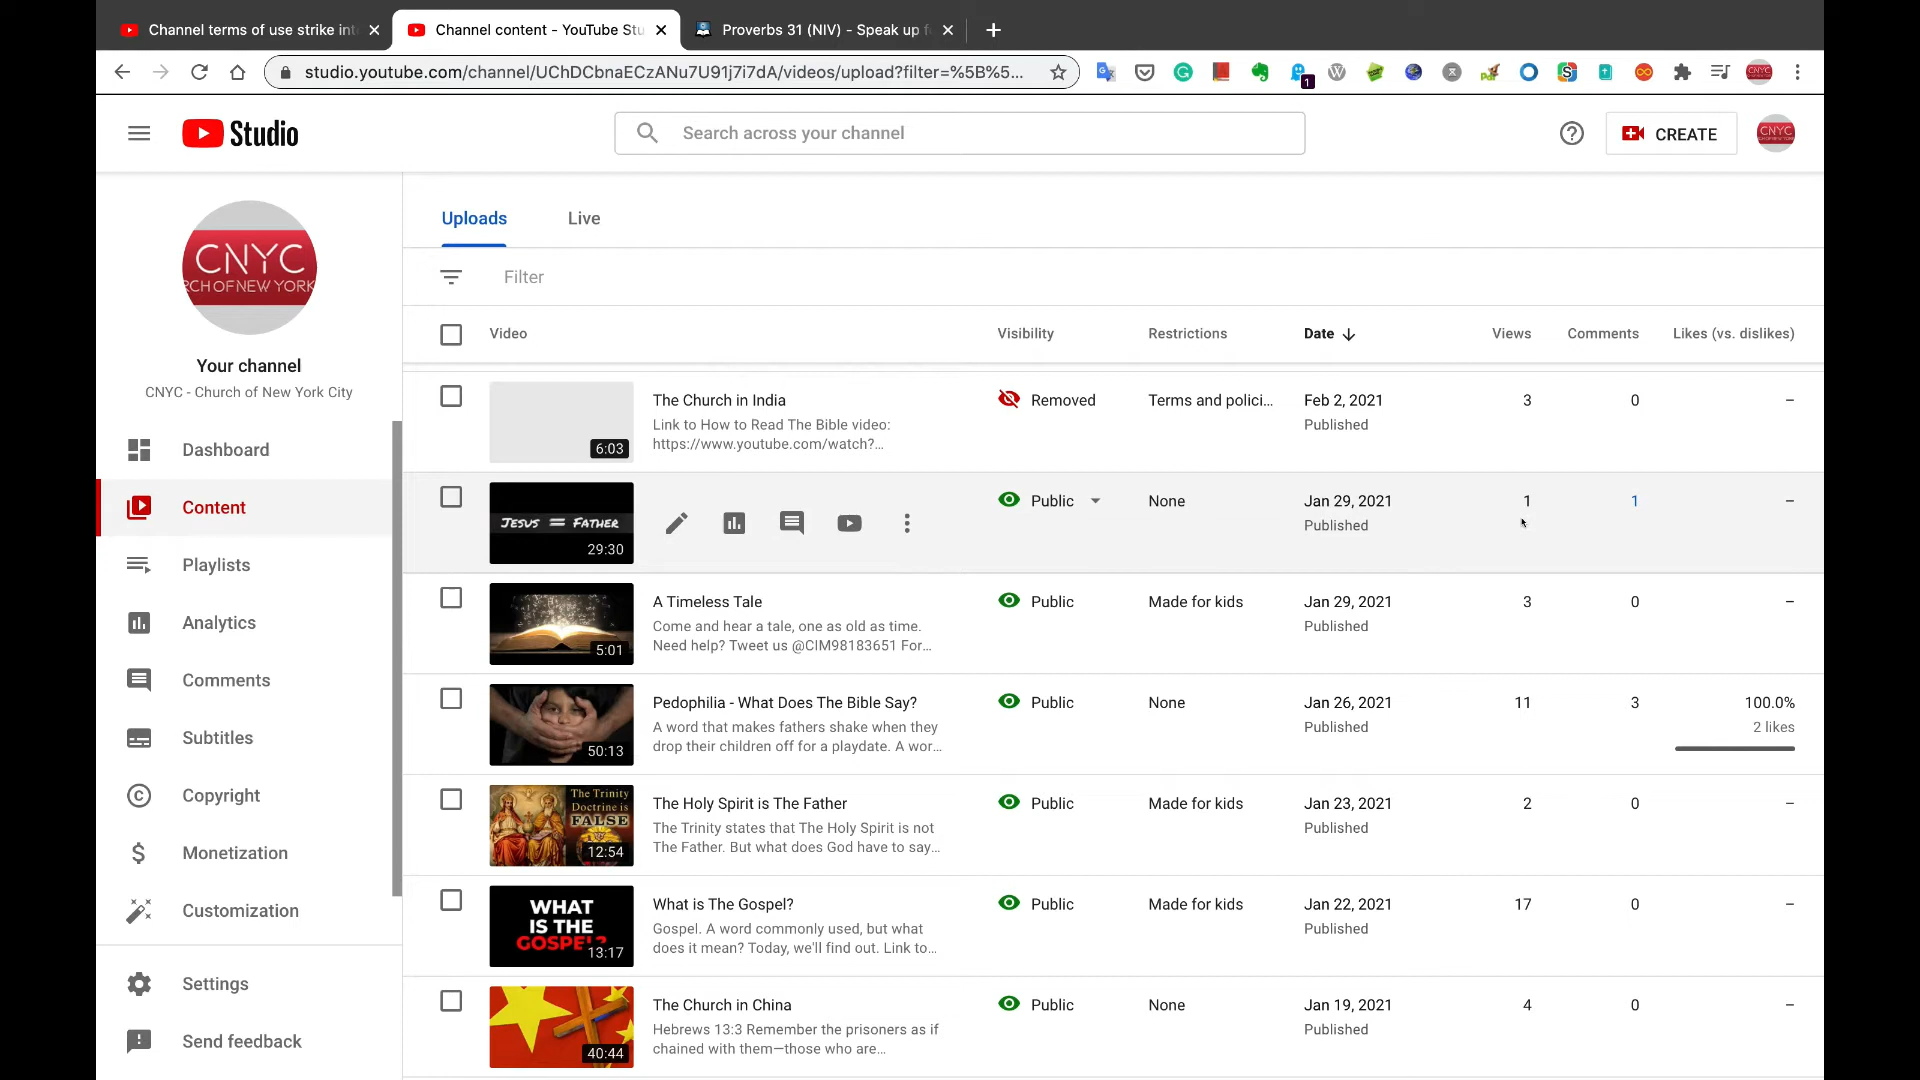 Channel terms of use strike int
Channel content - YouTube Stu
Proverbs 31 (NIV) - Speak up f
studio.youtube.com/channel/UChDCbnaECzANu7U91j7i7dA/videos/upload?filter=%5B%5...
1
Studio
Search across your channel
CREATE
CNYC
CNYC
RCH OF NEW YORK
Your channel
CNYC - Church of New York City
Dashboard
Content
Playlists
Analytics
Comments
Subtitles
Copyright
Monetization
Customization
Settings
Send feedback
Uploads Live
Filter
Video Visibility Restrictions Date Views Comments Likes (vs. dislikes)
The Church in India Removed Terms and polici... Feb 2, 2021 3 0 –
Link to How to Read The Bible video: Published
https://www.youtube.com/watch?...
6:03
Public None Jan 29, 2021 1 1 –
JESUS = FATHER Published
29:30
A Timeless Tale Public Made for kids Jan 29, 2021 3 0 –
Come and hear a tale, one as old as time. Published
Need help? Tweet us @CIM98183651 For...
5:01
Pedophilia - What Does The Bible Say? Public None Jan 26, 2021 11 3 100.0%
A word that makes fathers shake when they Published 2 likes
drop their children off for a playdate. A wor...
50:13
The Trinity
Doctrine is
FALSE
The Holy Spirit is The Father Public Made for kids Jan 23, 2021 2 0 –
The Trinity states that The Holy Spirit is not Published
The Father. But what does God have to say...
12:54
WHAT
IS THE
GOSPEL?
What is The Gospel? Public Made for kids Jan 22, 2021 17 0 –
Gospel. A word commonly used, but what Published
does it mean? Today, we'll find out. Link to...
13:17
The Church in China Public None Jan 19, 2021 4 0 –
Hebrews 13:3 Remember the prisoners as if Published
chained with them—those who are...
40:44